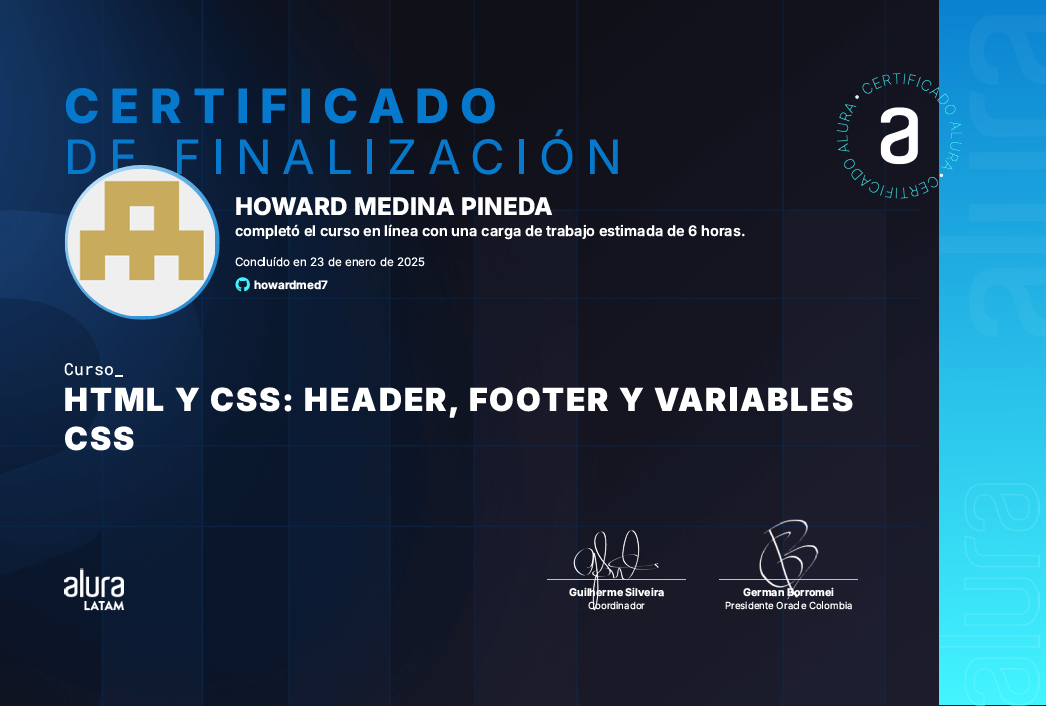 CERTIFICADO
DE FINALIZACIÓN
CERTIFICADO ALURA • CERTIFICADO ALURA •
a
HOWARD MEDINA PINEDA
completó el curso en línea con una carga de trabajo estimada de 6 horas.
Concluído en 23 de enero de 2025
howardmed7
Curso_
HTML Y CSS: HEADER, FOOTER Y VARIABLES
CSS
alura
LATAM
Guilherme Silveira
Coordinador
German Borromei
Presidente Oracle Colombia
alura
alura